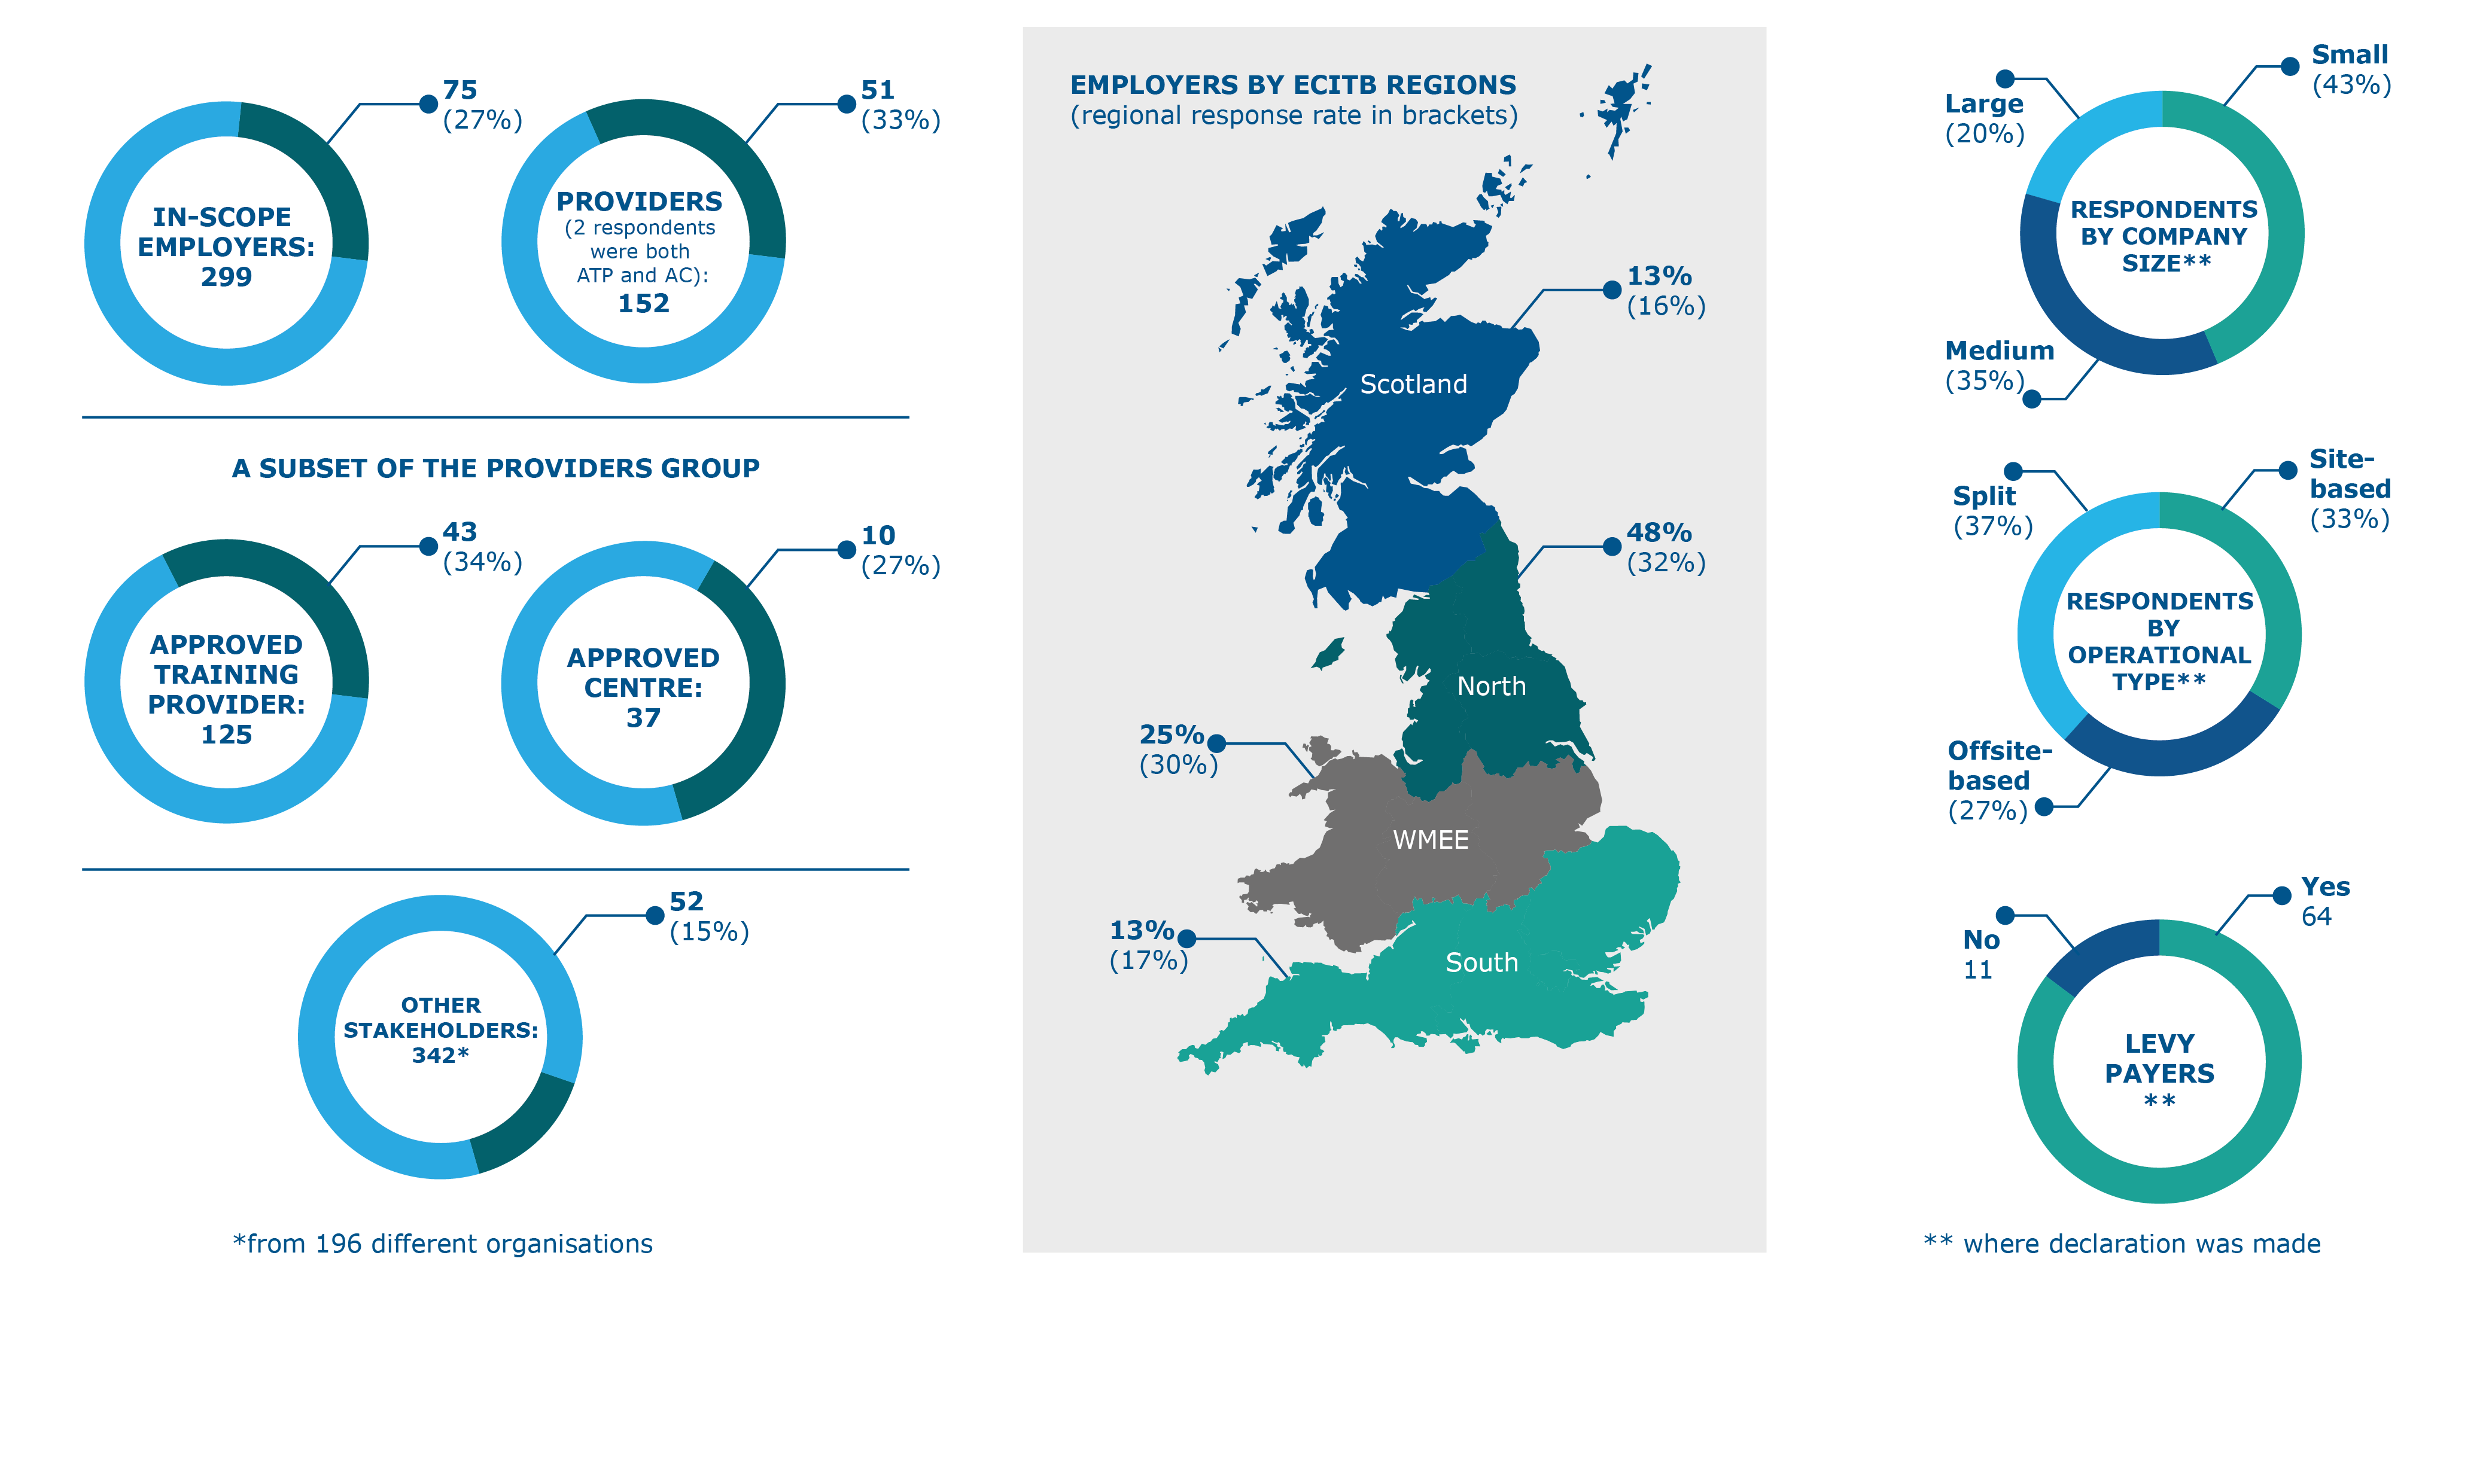 75
(27%)
IN-SCOPE
EMPLOYERS:
299
51
(33%)
PROVIDERS
(2 respondents
were both
ATP and AC):
152
A SUBSET OF THE PROVIDERS GROUP
43
(34%)
APPROVED
TRAINING
PROVIDER:
125
10
(27%)
APPROVED
CENTRE:
37
52
(15%)
OTHER
STAKEHOLDERS:
342*
*from 196 different organisations
EMPLOYERS BY ECITB REGIONS
(regional response rate in brackets)
13%
(16%)
Scotland
48%
(32%)
North
25%
(30%)
WMEE
13%
(17%)
South
Small
(43%)
Large
(20%)
RESPONDENTS
BY COMPANY
SIZE**
Medium
(35%)
Site-
based
(33%)
Split
(37%)
RESPONDENTS
BY
OPERATIONAL
TYPE**
Offsite-
based
(27%)
Yes
64
No
11
LEVY
PAYERS
**
** where declaration was made